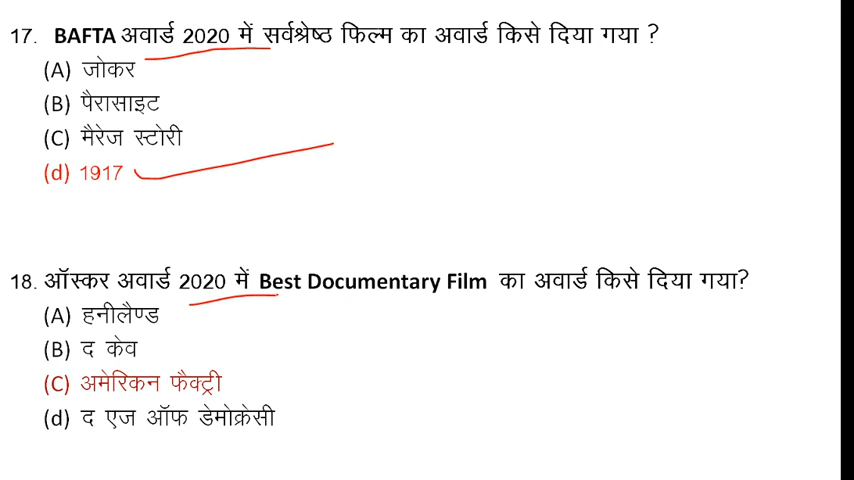 17. BAFTA अवार्ड 2020 में सर्वश्रेष्ठ फिल्म का अवार्ड किसे दिया गया ?
(A) जोकर
(B) पैरासाइट
(C) मैरेज स्टोरी
(d) 1917
18. ऑस्कर अवार्ड 2020 में Best Documentary Film का अवार्ड किसे दिया गया?
(A) हनीलैण्ड
(B) द केव
(C) अमेरिकन फैक्ट्री
(d) द एज ऑफ डेमोक्रेसी